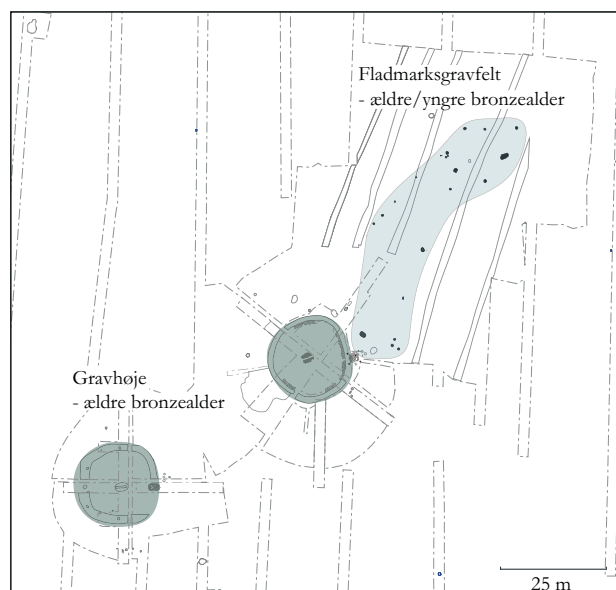 Fladmarksgravfelt
- ældre/yngre bronzealder
Gravhøje
- ældre bronzealder
25 m